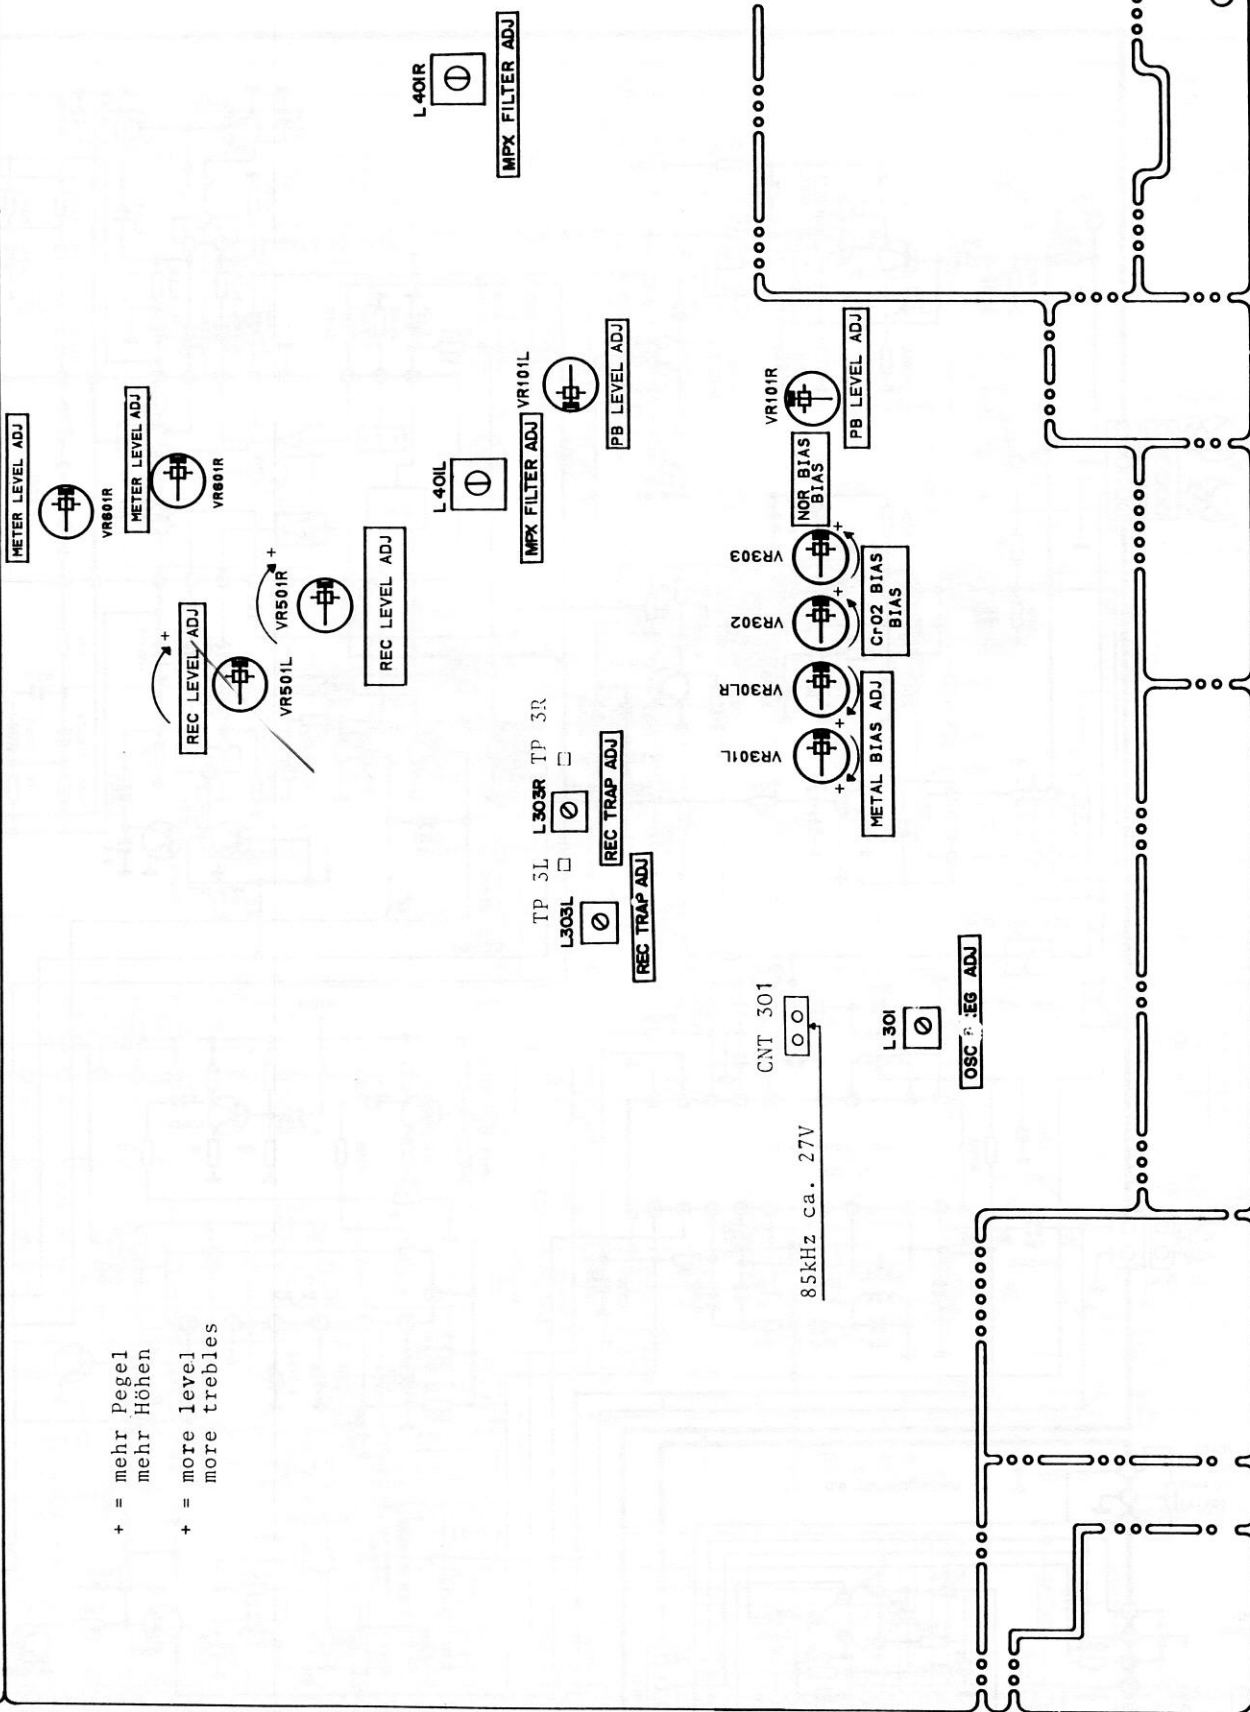 METER LEVEL ADJ
VR601R
METER LEVEL ADJ
VR601R
REC LEVEL ADJ
+
VR501L
+
VR501R
REC LEVEL ADJ
L401R
MPX FILTER ADJ
L401L
MPX FILTER ADJ
VR101L
PB LEVEL ADJ
VR101R
PB LEVEL ADJ
TP 3L
L303L
REC TRAP ADJ
L303R
TP 3R
REC TRAP ADJ
VR301L
+
VR30LR
+
METAL BIAS ADJ
VR302
+
CrO2 BIAS
BIAS
VR303
+
NOR BIAS
BIAS
CNT 301
85kHz ca. 27V
L301
OSC ADJ
+ = mehr Pegel
mehr Höhen
+ = more level
more trebles